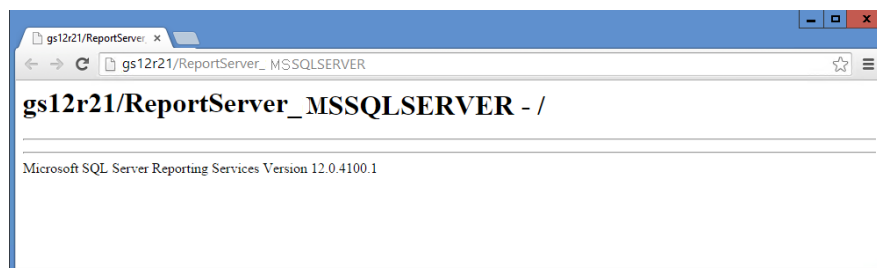 gs12r21/ReportServer_ ×
gs12r21/ReportServer_ MSSQLSERVER
gs12r21/ReportServer_ MSSQLSERVER - /
Microsoft SQL Server Reporting Services Version 12.0.4100.1